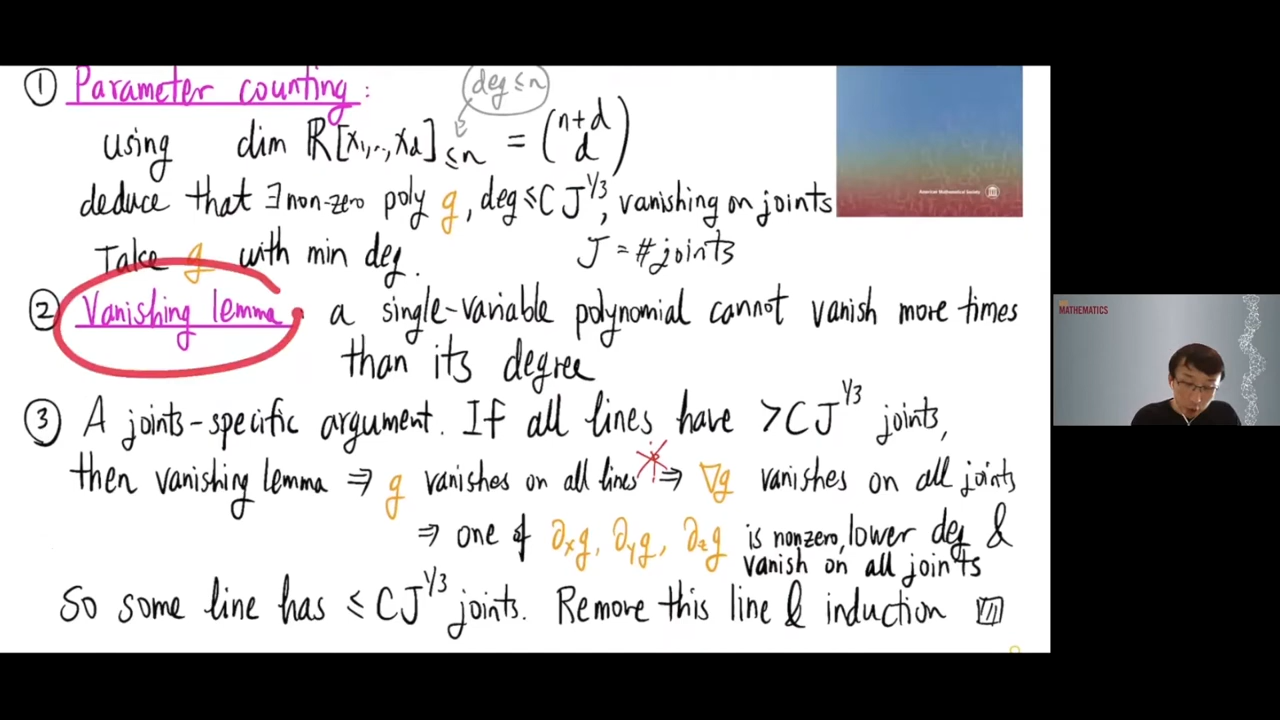 ① Parameter counting:
deg ≤ n
using dim ℝ[x₁,..,x_d]_≤n = (n+d d)
deduce that ∃ non-zero poly g, deg ≤ C J^1/3, vanishing on joints
Take g with min deg. J = # joints
② Vanishing lemma: a single-variable polynomial cannot vanish more times
than its degree
③ A joints-specific argument. If all lines have > C J^1/3 joints,
then vanishing lemma ⇒ g vanishes on all lines ⇒ ∇g vanishes on all joints
⇒ one of ∂ₓg, ∂ᵧg, ∂_z g is nonzero, lower deg &
vanish on all joints
So some line has ≤ C J^1/3 joints. Remove this line & induction
American Mathematical Society
MATHEMATICS